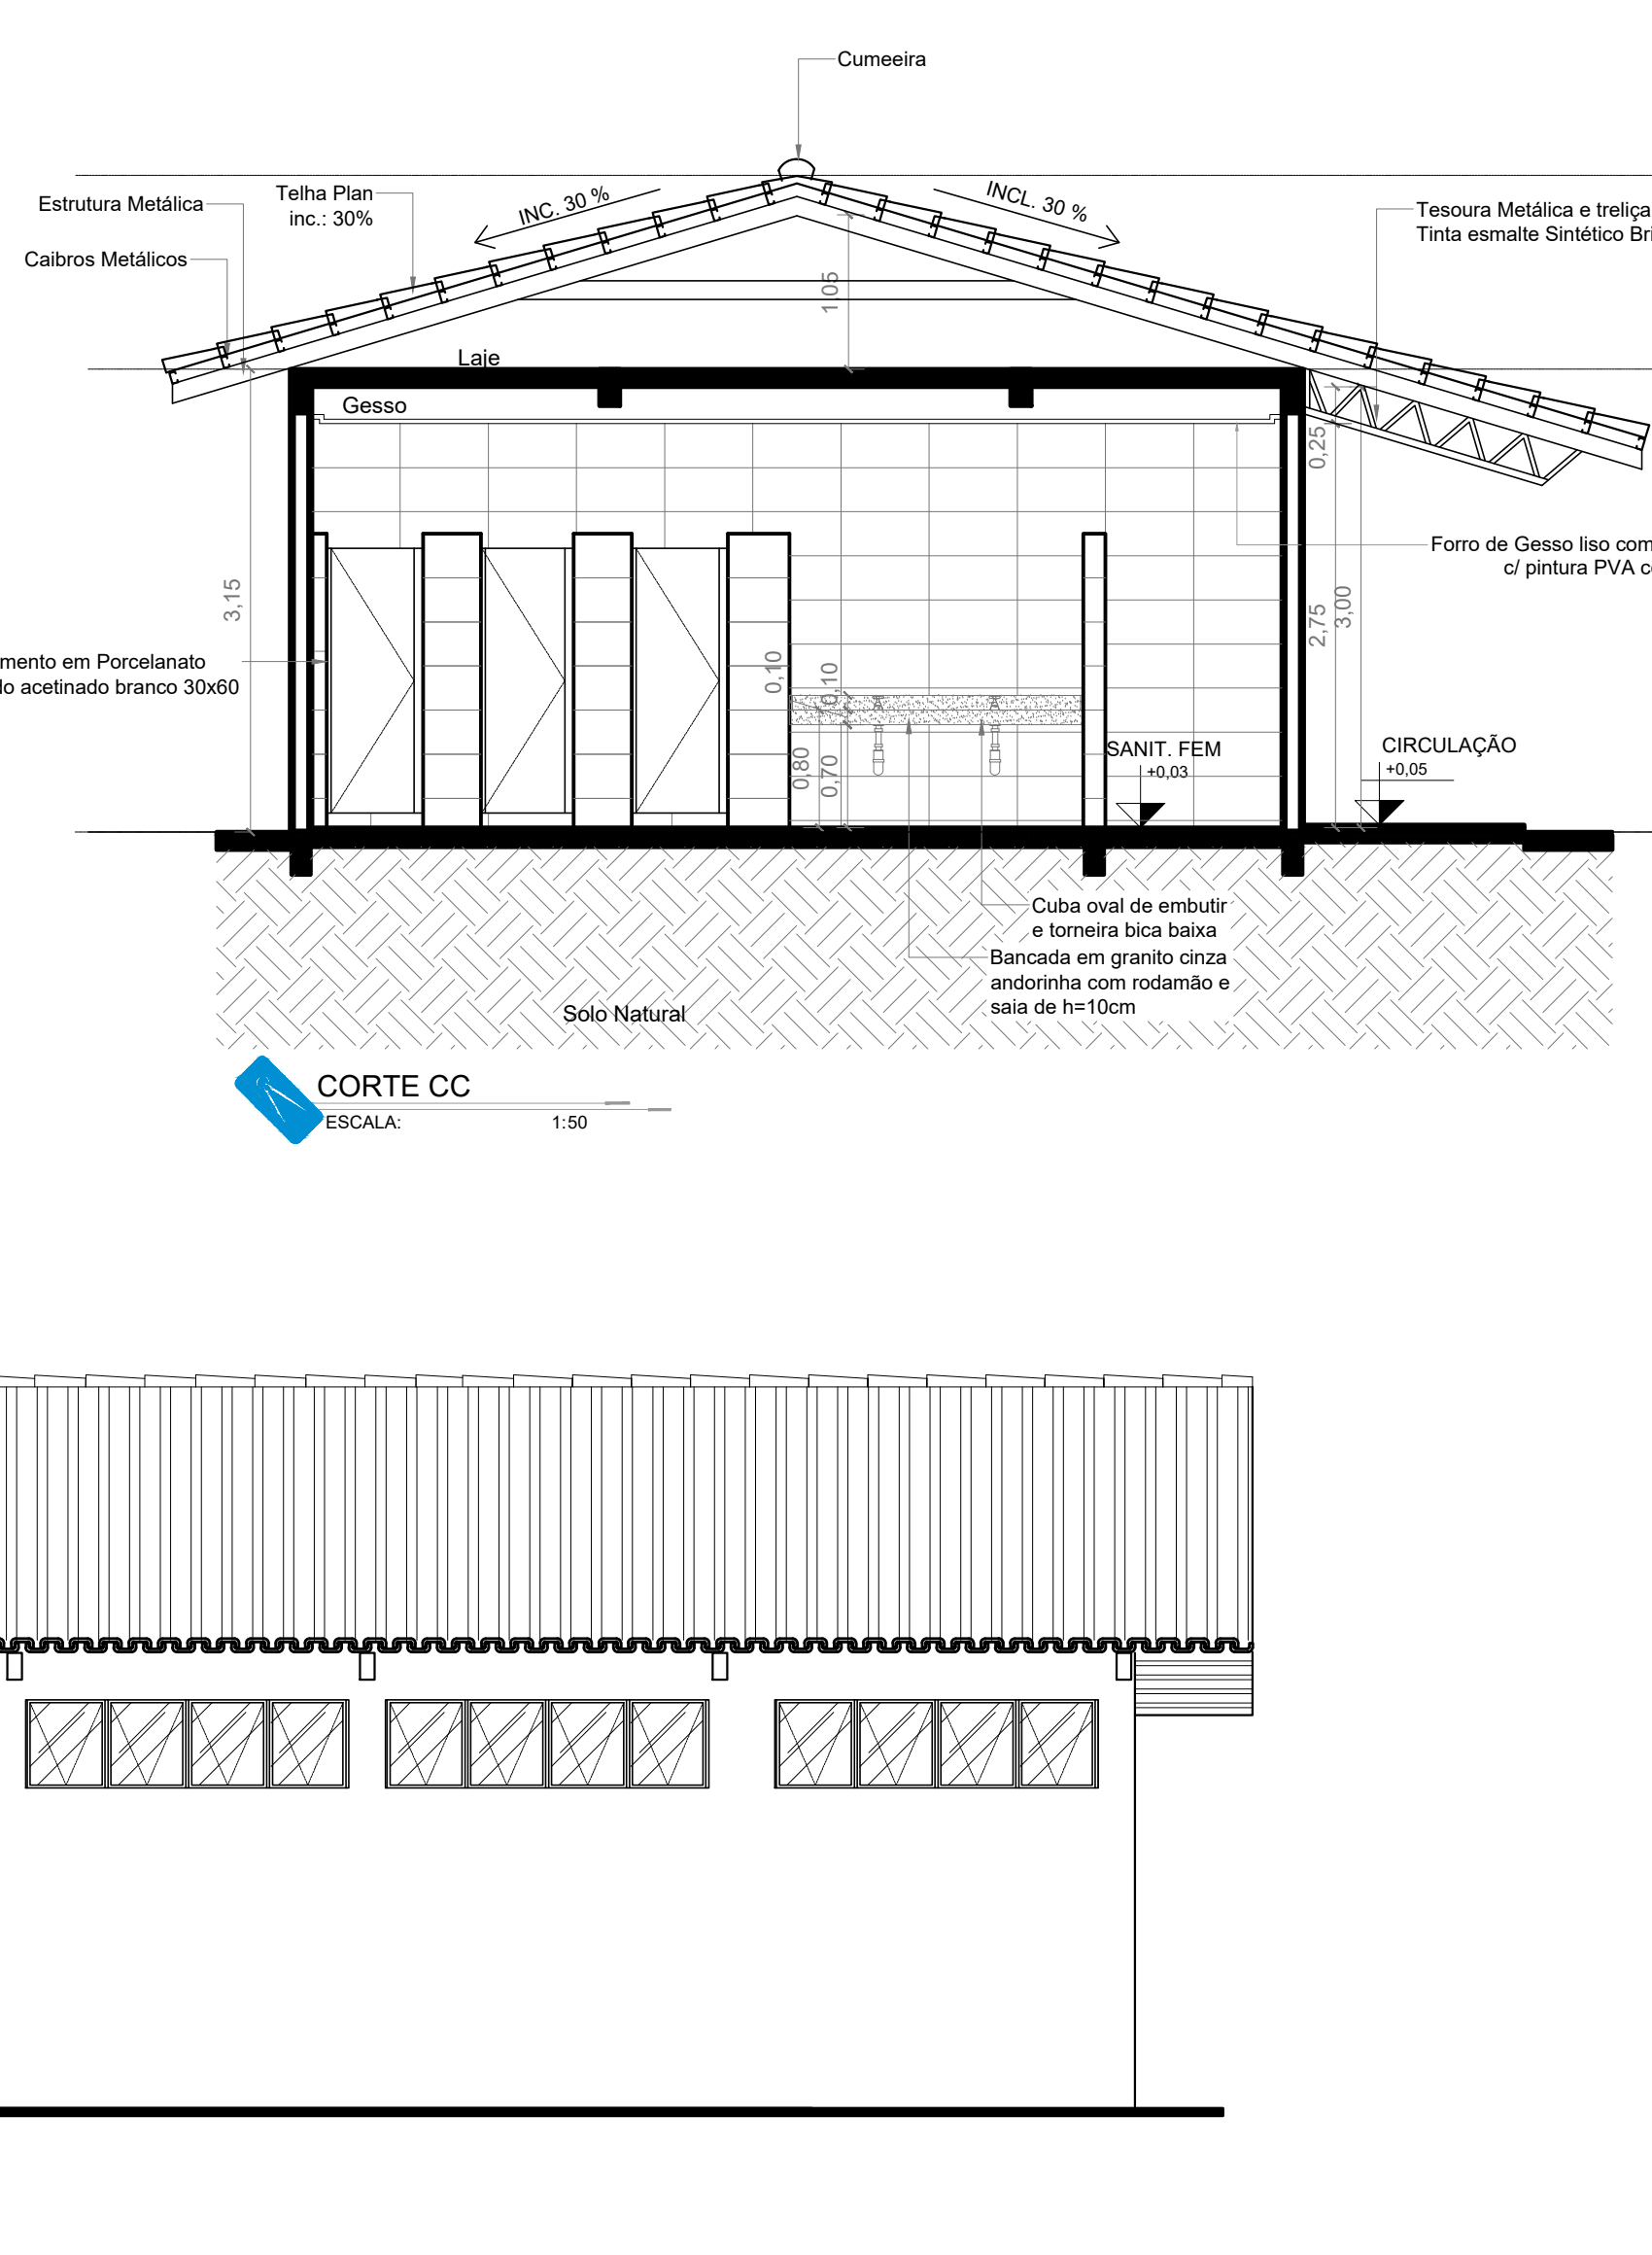 Cumeeira
Estrutura Metálica
Telha Plan
inc.: 30%
INC. 30 %
INCL. 30 %
Tesoura Metálica e treliça
Tinta esmalte Sintético Bri
Caibros Metálicos
1,05
Laje
Gesso
0,25
Forro de Gesso liso com
c/ pintura PVA c
3,15
2,75
3,00
mento em Porcelanato
do acetinado branco 30x60
0,10
0,10
0,80
0,70
SANIT. FEM
+0,03
CIRCULAÇÃO
+0,05
Cuba oval de embutir
e torneira bica baixa
Bancada em granito cinza
andorinha com rodamão e
saia de h=10cm
Solo Natural
CORTE CC
ESCALA: 1:50